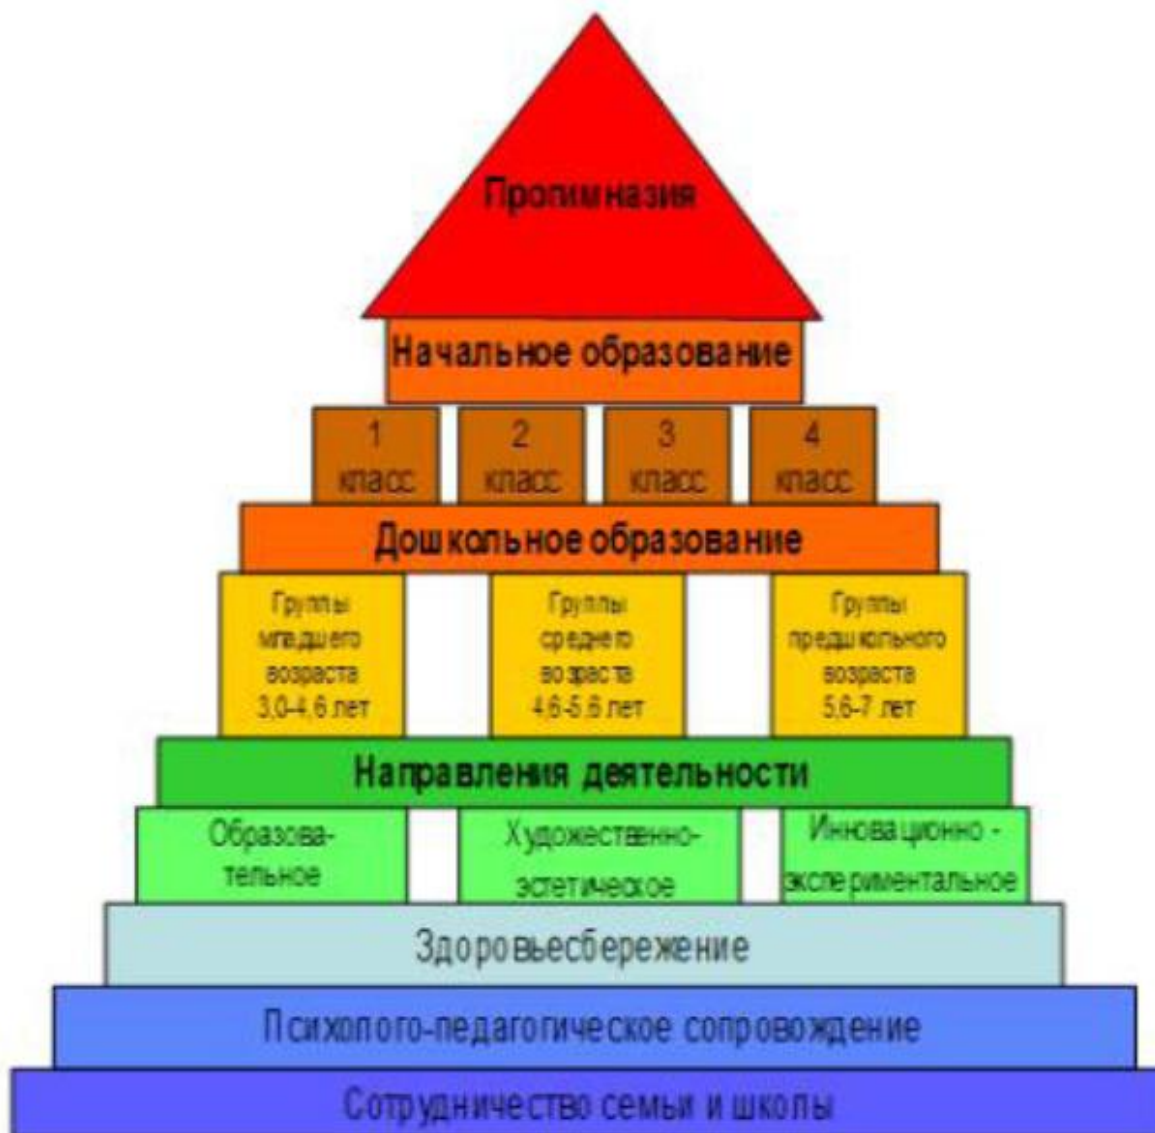 Прогимназия
Начальное образование
1
класс
2
класс
3
класс
4
класс
Дошкольное образование
Группы
младшего
возраста
3,0-4,6 лет
Группы
среднего
возраста
4,6-5,6 лет
Группы
предшкольного
возраста
5,6-7 лет
Направления деятельности
Образова-
тельное
Художественно-
эстетическое
Инновационно -
экспериментальное
Здоровьесбережение
Психолого-педагогическое сопровождение
Сотрудничество семьи и школы